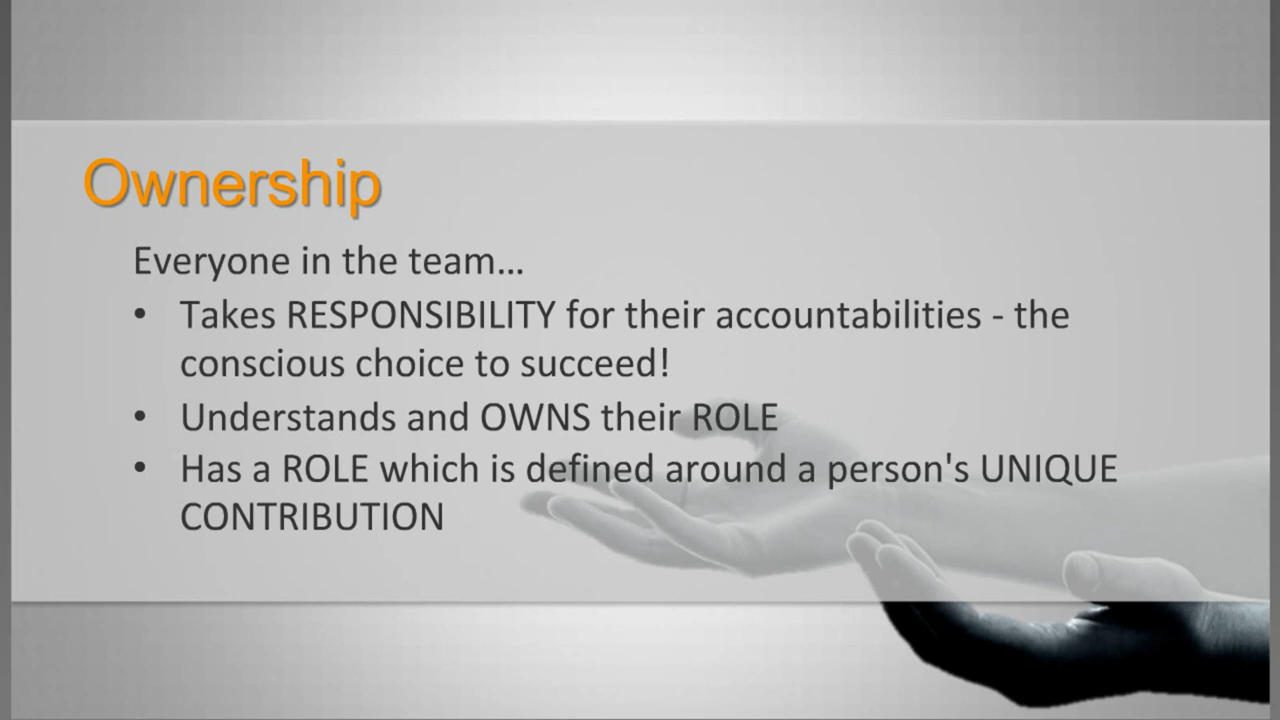 Ownership
Everyone in the team...
• Takes RESPONSIBILITY for their accountabilities - the
conscious choice to succeed!
• Understands and OWNS their ROLE
• Has a ROLE which is defined around a person's UNIQUE
CONTRIBUTION